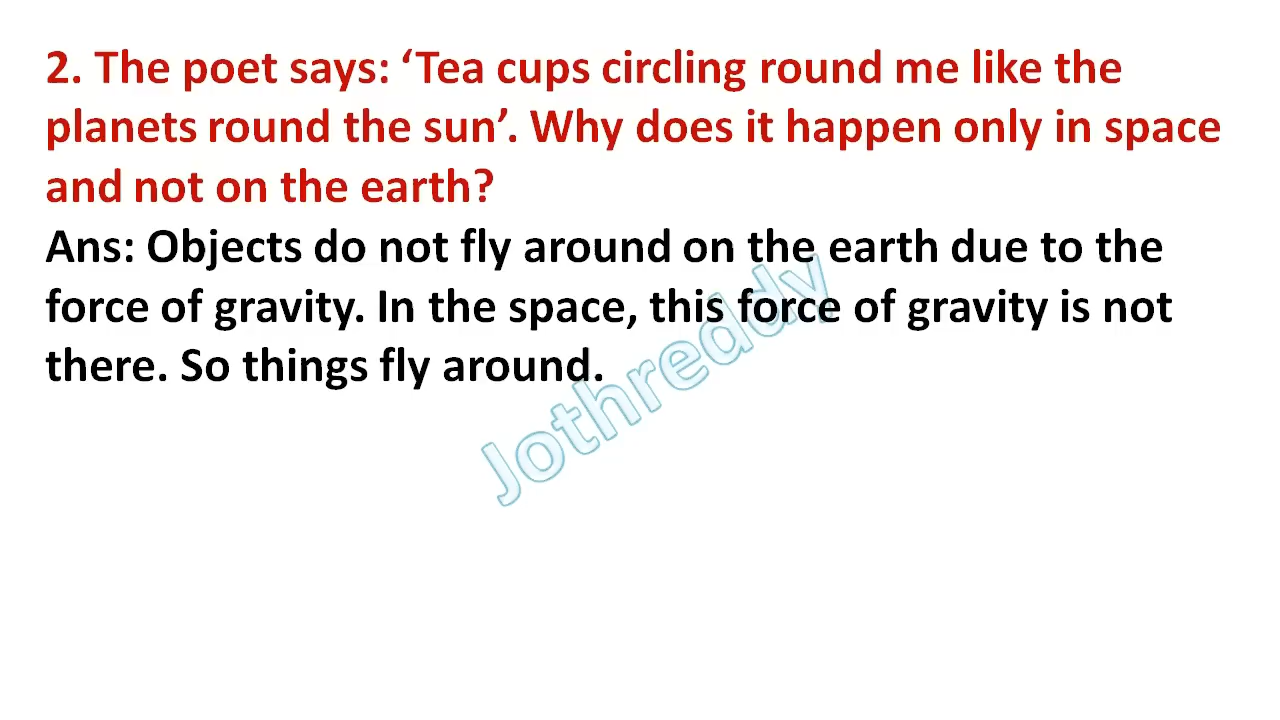 2. The poet says: ‘Tea cups circling round me like the
planets round the sun’. Why does it happen only in space
and not on the earth?
Ans: Objects do not fly around on the earth due to the
force of gravity. In the space, this force of gravity is not
there. So things fly around.
Jothreddy